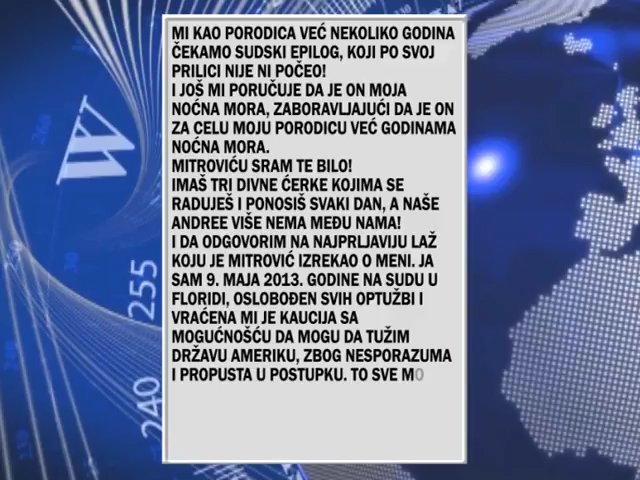 MI KAO PORODICA VEĆ NEKOLIKO GODINA
ČEKAMO SUDSKI EPILOG, KOJI PO SVOJ
PRILICI NIJE NI POČEO!
I JOŠ MI PORUČUJE DA JE ON MOJA
NOĆNA MORA, ZABORAVLJAJUĆI DA JE ON
ZA CELU MOJU PORODICU VEĆ GODINAMA
NOĆNA MORA.
MITROVIĆU SRAM TE BILO!
IMAŠ TRI DIVNE ĆERKE KOJIMA SE
RADUJEŠ I PONOSIŠ SVAKI DAN, A NAŠE
ANDREE VIŠE NEMA MEĐU NAMA!
I DA ODGOVORIM NA NAJPRLJAVIJU LAŽ
KOJU JE MITROVIĆ IZREKAO O MENI. JA
SAM 9. MAJA 2013. GODINE NA SUDU U
FLORIDI, OSLOBOĐEN SVIH OPTUŽBI I
VRAĆENA MI JE KAUCIJA SA
MOGUĆNOŠĆU DA MOGU DA TUŽIM
DRŽAVU AMERIKU, ZBOG NESPORAZUMA
I PROPUSTA U POSTUPKU. TO SVE MO
W
255
240